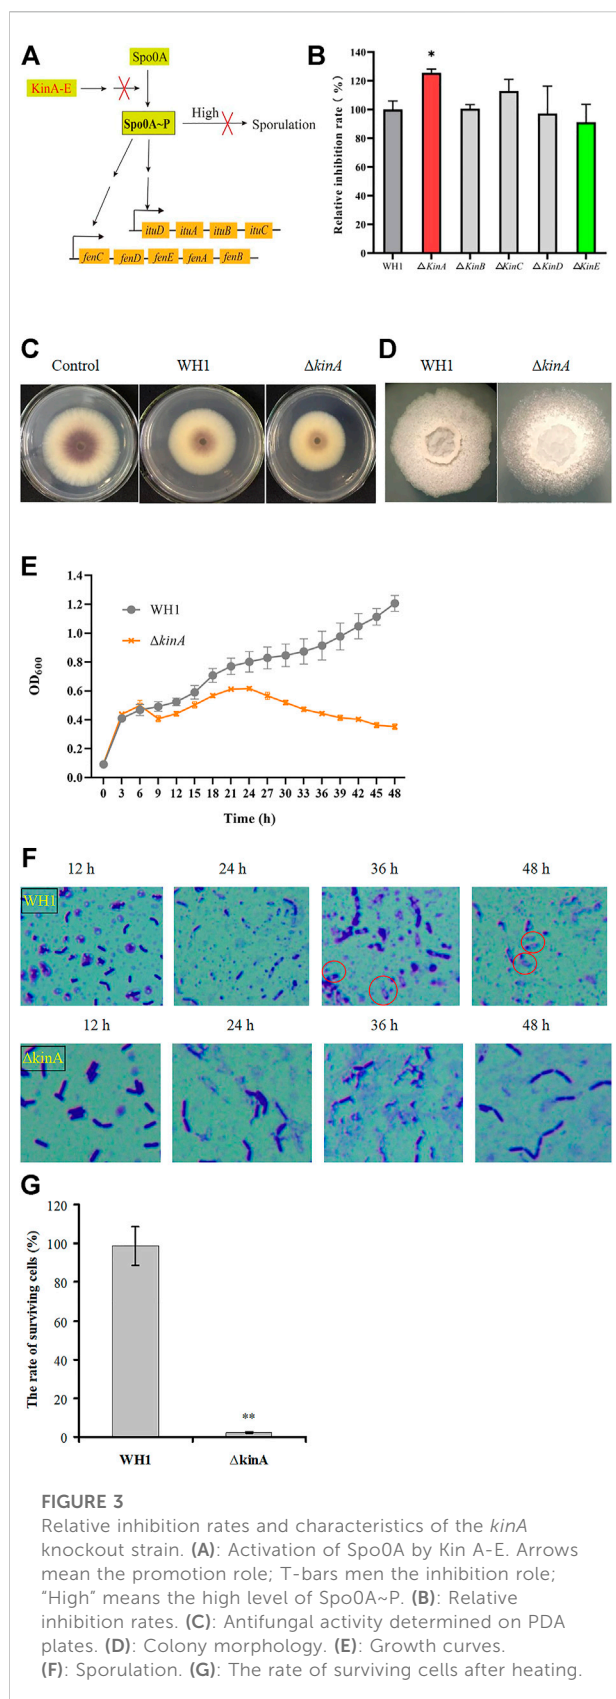 A
Spo0A
KinA-E
Spo0A~P
High
Sporulation
ituD ituA ituB ituC
fenC fenD fenE fenA fenB
B
Relative inhibition rate ( %)
140
120
100
80
60
40
20
0
*
WH1 △KinA △KinB △KinC △KinD △KinE
C
Control WH1 ΔkinA
D
WH1 ΔkinA
E
OD600
1.4
1.2
1.0
0.8
0.6
0.4
0.2
0.0
WH1
ΔkinA
0 3 6 9 12 15 18 21 24 27 30 33 36 39 42 45 48
Time (h)
F
12 h 24 h 36 h 48 h
WH1
12 h 24 h 36 h 48 h
ΔkinA
G
The rate of surviving cells (%)
120
100
80
60
40
20
0
**
WH1 ΔkinA
FIGURE 3
Relative inhibition rates and characteristics of the kinA
knockout strain. (A): Activation of Spo0A by Kin A-E. Arrows
mean the promotion role; T-bars men the inhibition role;
“High” means the high level of Spo0A~P. (B): Relative
inhibition rates. (C): Antifungal activity determined on PDA
plates. (D): Colony morphology. (E): Growth curves.
(F): Sporulation. (G): The rate of surviving cells after heating.